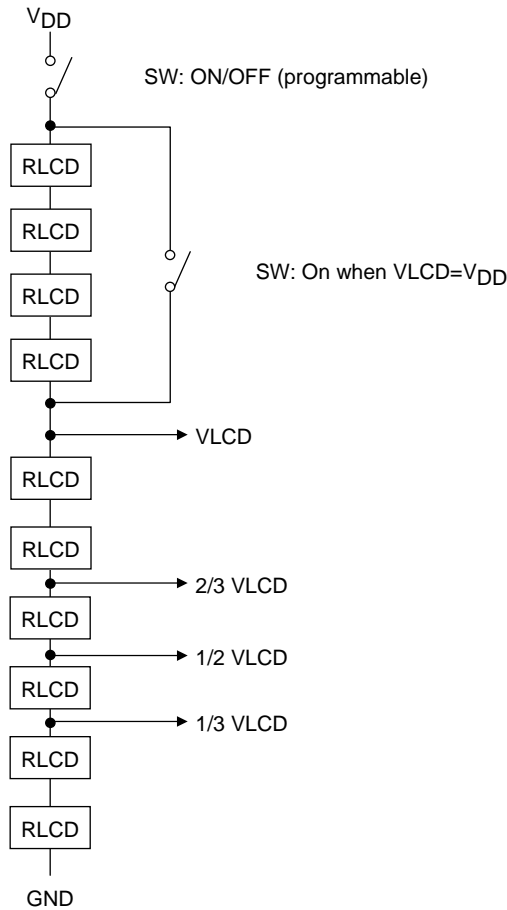 VDD
SW: ON/OFF (programmable)
RLCD
RLCD
RLCD
SW: On when VLCD=VDD
RLCD
VLCD
RLCD
RLCD
2/3 VLCD
RLCD
1/2 VLCD
RLCD
1/3 VLCD
RLCD
RLCD
GND